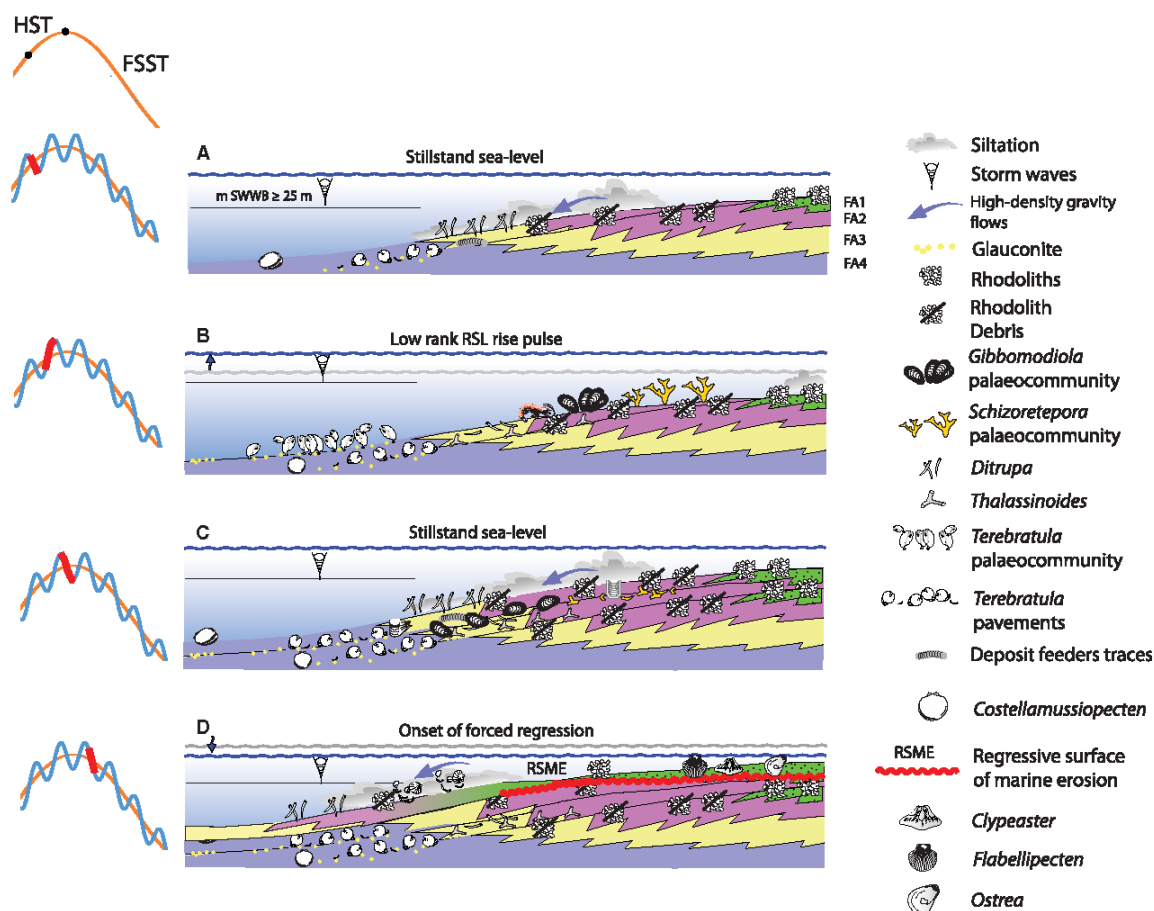 HST
FSST
A
Stillstand sea-level
m SWWB ≥ 25 m
FA1
FA2
FA3
FA4
B
Low rank RSL rise pulse
C
Stillstand sea-level
D
Onset of forced regression
RSME
Siltation
Storm waves
High-density gravity
flows
Glauconite
Rhodoliths
Rhodolith
Debris
Gibbomodiola
palaeocommunity
Schizoretepora
palaeocommunity
Ditrupa
Thalassinoides
Terebratula
palaeocommunity
Terebratula
pavements
Deposit feeders traces
Costellamussiopecten
RSME
Regressive surface
of marine erosion
Clypeaster
Flabellipecten
Ostrea